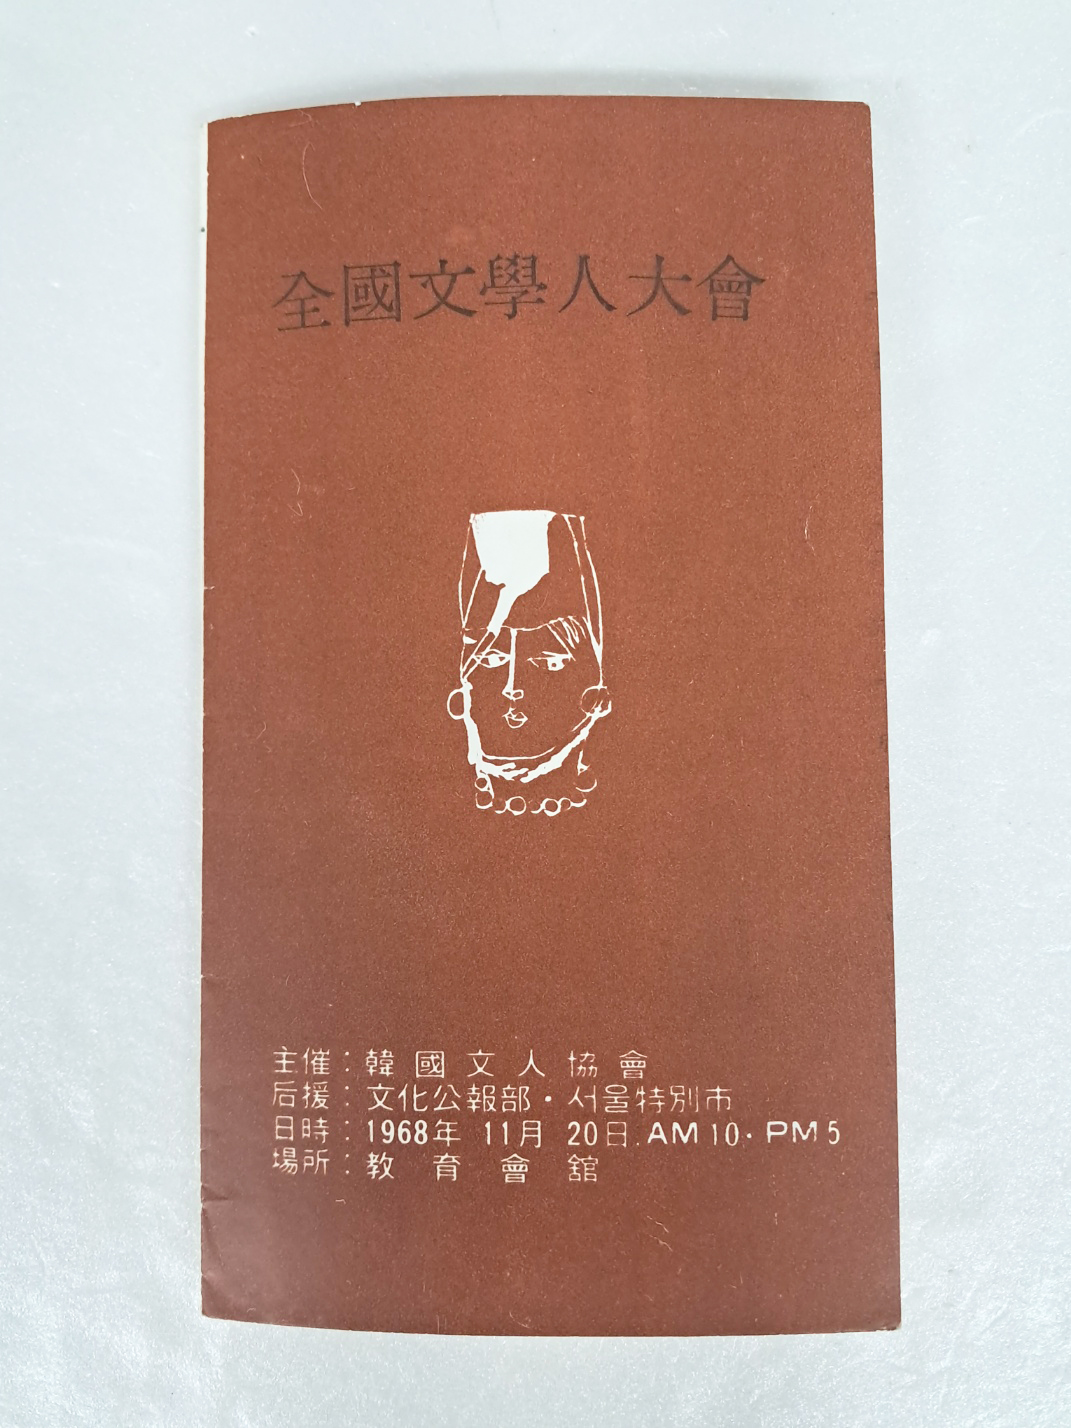 全國文學人大會
主催：韓國文人協會
后援：文化公報部・서울特別市
日時：1968年 11月 20日. AM 10・PM 5
場所：教育會舘